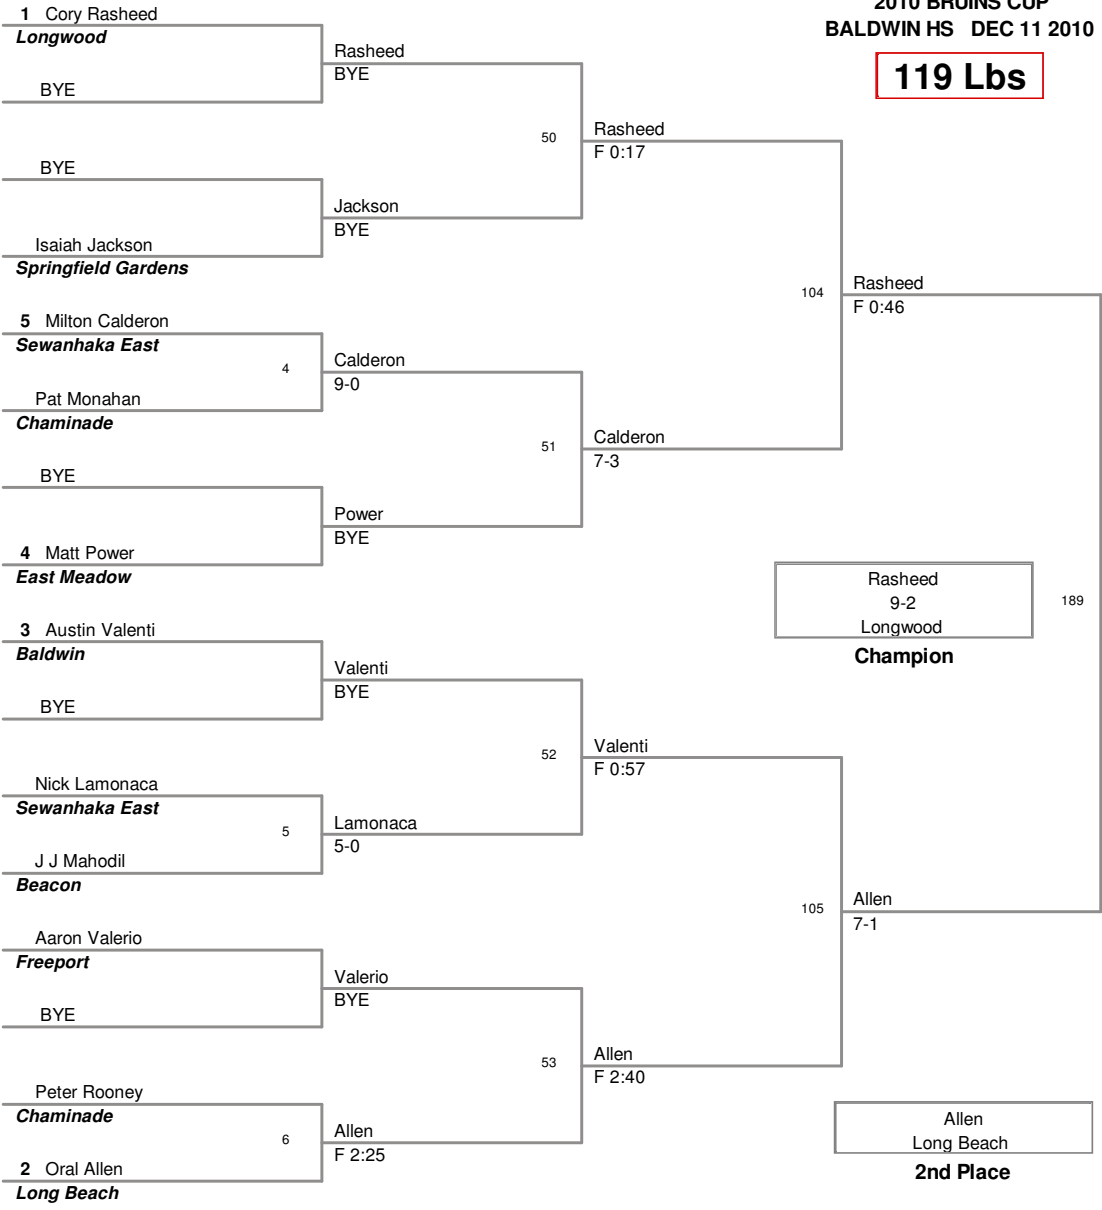 2010 BRUINS CUP
BALDWIN HS DEC 11 2010
119 Lbs
1 Cory Rasheed
Longwood
BYE
BYE
Isaiah Jackson
Springfield Gardens
5 Milton Calderon
Sewanhaka East
4
Pat Monahan
Chaminade
BYE
4 Matt Power
East Meadow
3 Austin Valenti
Baldwin
BYE
Nick Lamonaca
Sewanhaka East
5
J J Mahodil
Beacon
Aaron Valerio
Freeport
BYE
Peter Rooney
Chaminade
6
2 Oral Allen
Long Beach
Rasheed
BYE
50
Jackson
BYE
Calderon
9-0
51
Power
BYE
Valenti
BYE
52
Lamonaca
5-0
Valerio
BYE
53
Allen
F 2:25
Rasheed
F 0:17
104
Calderon
7-3
Valenti
F 0:57
105
Allen
F 2:40
Rasheed
F 0:46
189
Allen
7-1
Rasheed
9-2
Longwood
Champion
Allen
Long Beach
2nd Place